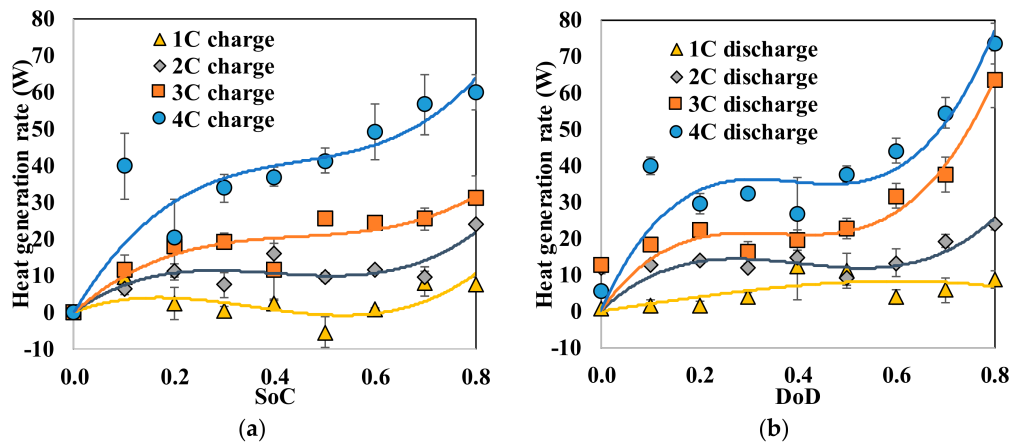 Heat generation rate (W)
80
70
60
50
40
30
20
10
0
-10
1C charge
2C charge
3C charge
4C charge
0.0
0.2
0.4
0.6
0.8
SoC
(a)
Heat generation rate (W)
80
70
60
50
40
30
20
10
0
-10
1C discharge
2C discharge
3C discharge
4C discharge
0.0
0.2
0.4
0.6
0.8
DoD
(b)